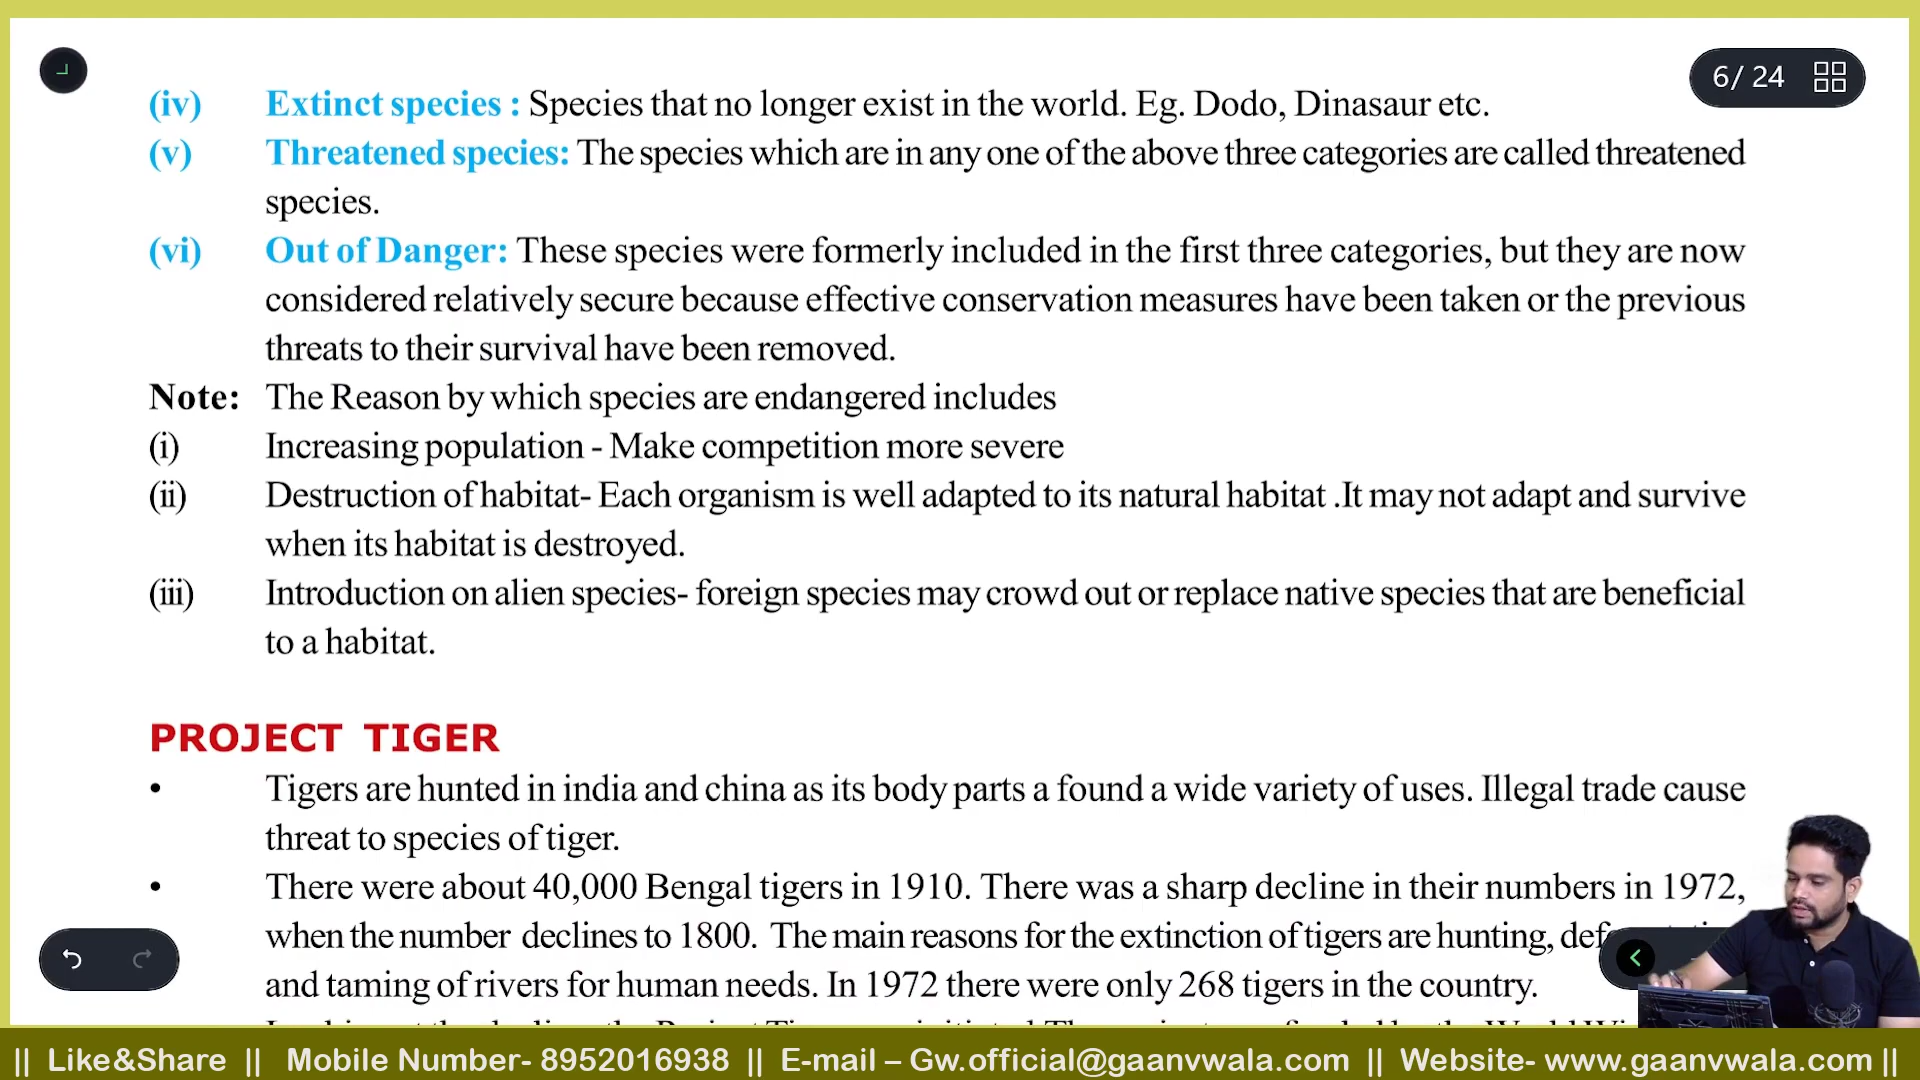 6/ 24
(iv) Extinct species : Species that no longer exist in the world. Eg. Dodo, Dinasaur etc.
(v) Threatened species: The species which are in any one of the above three categories are called threatened
species.
(vi) Out of Danger: These species were formerly included in the first three categories, but they are now
considered relatively secure because effective conservation measures have been taken or the previous
threats to their survival have been removed.
Note: The Reason by which species are endangered includes
(i) Increasing population - Make competition more severe
(ii) Destruction of habitat- Each organism is well adapted to its natural habitat .It may not adapt and survive
when its habitat is destroyed.
(iii) Introduction on alien species- foreign species may crowd out or replace native species that are beneficial
to a habitat.
PROJECT TIGER
• Tigers are hunted in india and china as its body parts a found a wide variety of uses. Illegal trade cause
threat to species of tiger.
• There were about 40,000 Bengal tigers in 1910. There was a sharp decline in their numbers in 1972,
when the number declines to 1800. The main reasons for the extinction of tigers are hunting,
and taming of rivers for human needs. In 1972 there were only 268 tigers in the country.
|| Like&Share || Mobile Number- 8952016938 || E-mail – Gw.official@gaanvwala.com || Website- www.gaanvwala.com ||